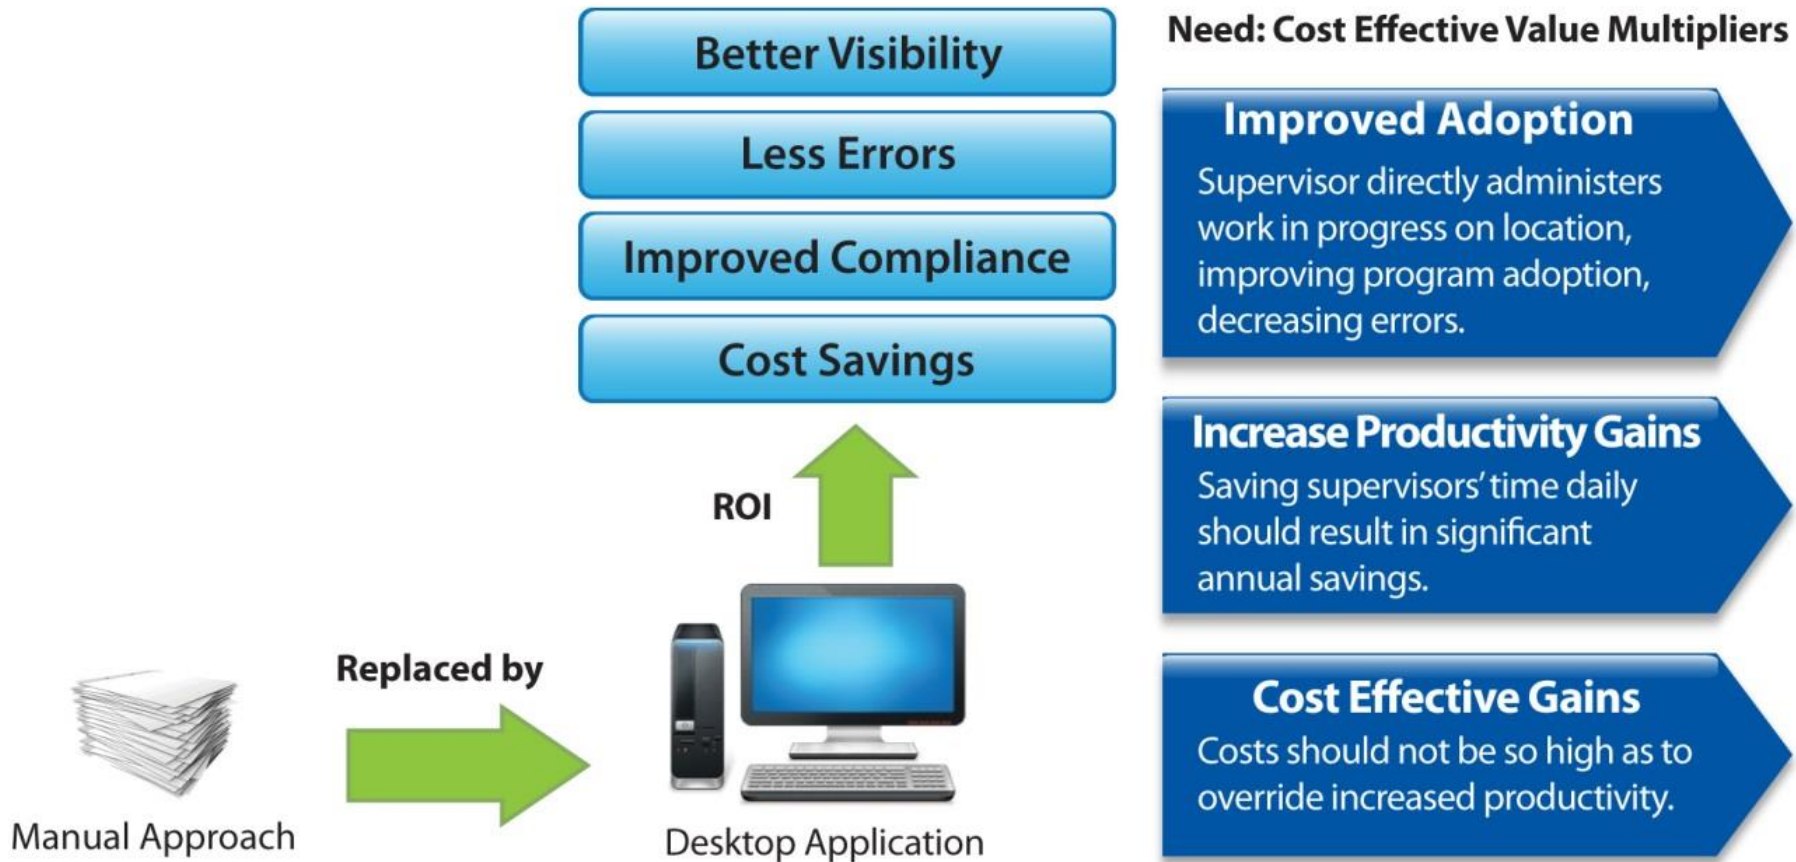 Better Visibility
Less Errors
Improved Compliance
Cost Savings
ROI
Replaced by
Manual Approach
Desktop Application
Need: Cost Effective Value Multipliers
Improved Adoption
Supervisor directly administers
work in progress on location,
improving program adoption,
decreasing errors.
Increase Productivity Gains
Saving supervisors' time daily
should result in significant
annual savings.
Cost Effective Gains
Costs should not be so high as to
override increased productivity.